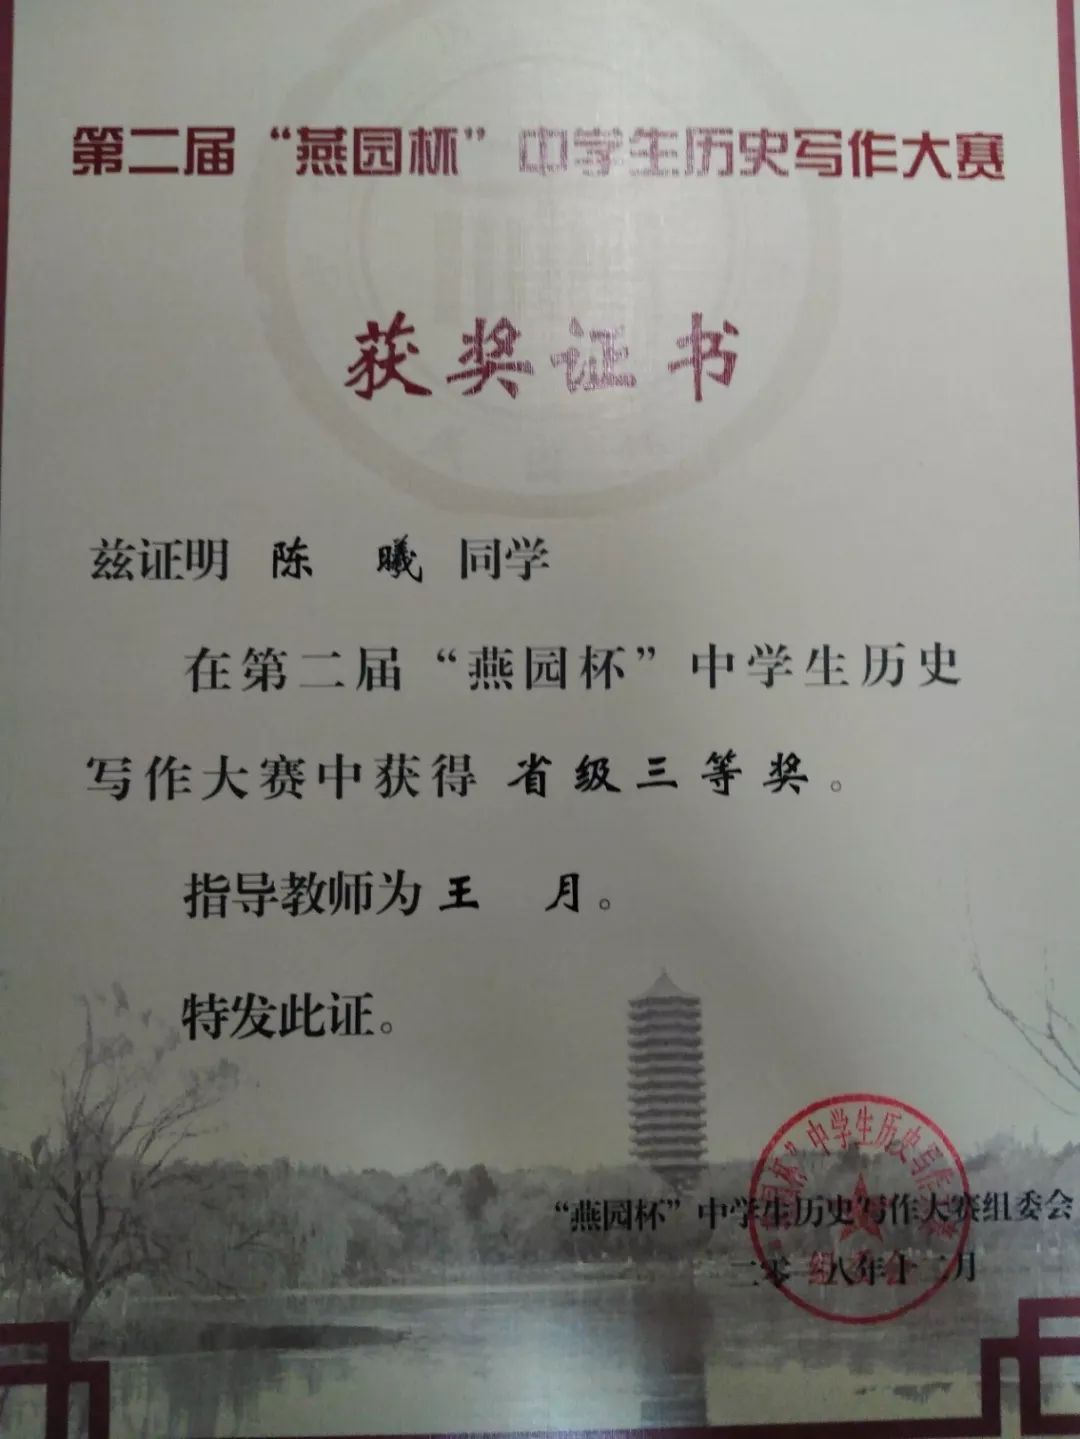 第二届“燕园杯”中学生历史写作大赛
获奖证书
兹证明 陈 曦 同学
在第二届“燕园杯”中学生历史
写作大赛中获得 省级三等奖。
指导教师为 王 月。
特发此证。
“燕园杯”中学生历史写作大赛组委会
二零一八年十二月
园杯”中学生历史写作